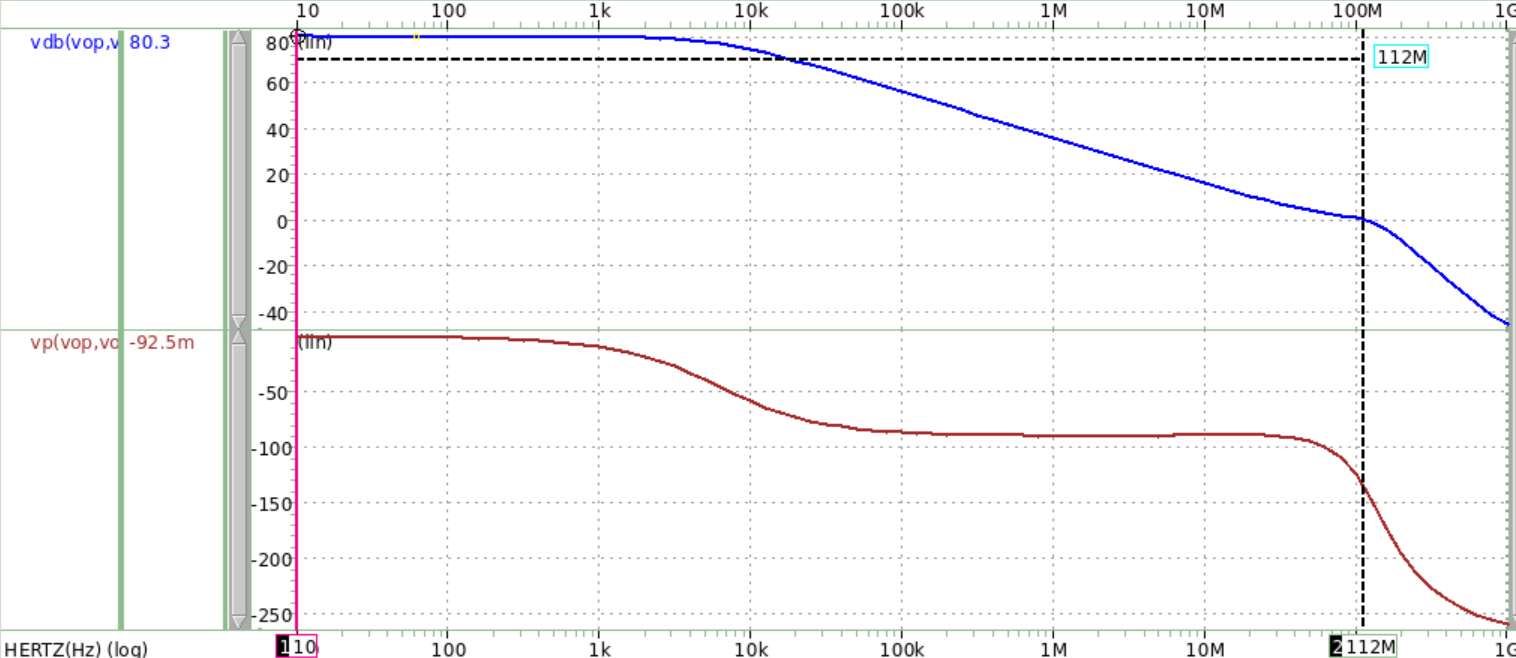 10 100 1k 10k 100k 1M 10M 100M 1G
vdb(vop,v 80.3
80
(lin)
112M
60
40
20
0
-20
-40
vp(vop,vo -92.5m
(lin)
-50
-100
-150
-200
-250
HERTZ(Hz) (log)
1 10 100 1k 10k 100k 1M 10M 2 112M 1G